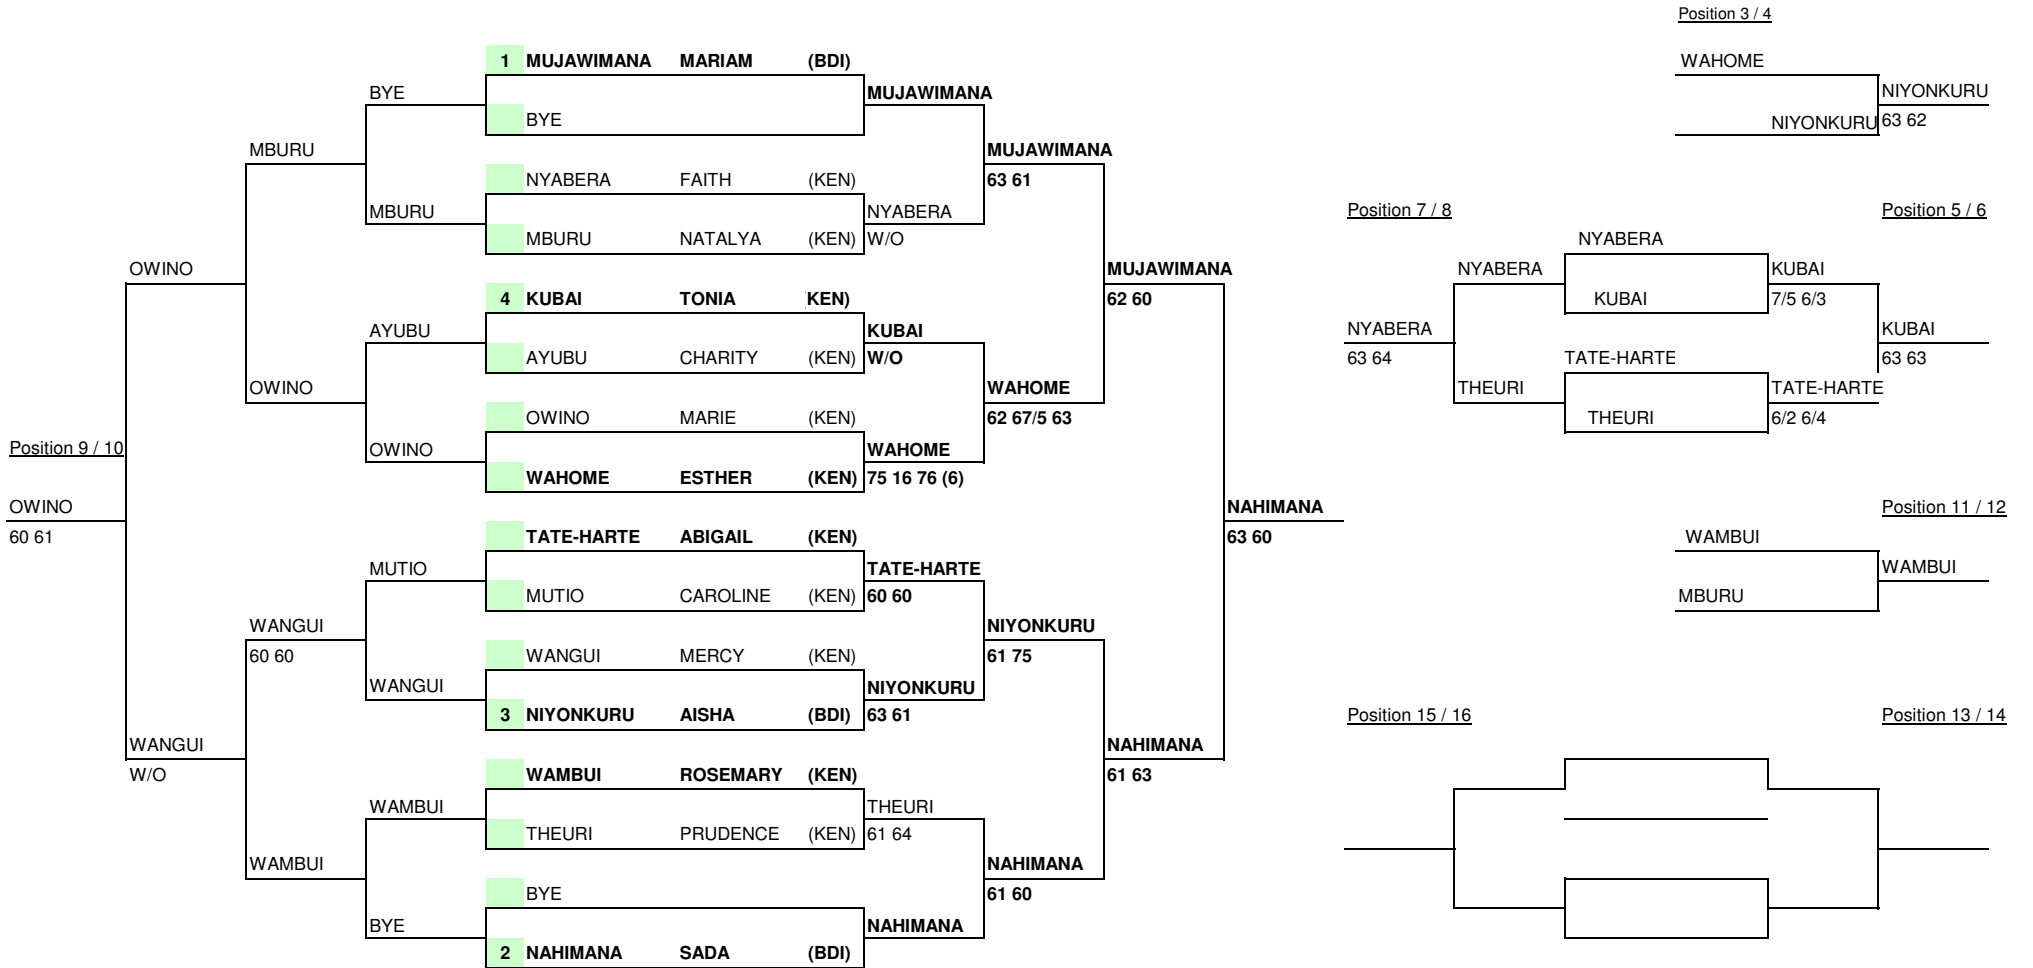 Position 3 / 4
1 MUJAWIMANA MARIAM (BDI) WAHOME
BYE MUJAWIMANA NIYONKURU
BYE NIYONKURU 63 62
MBURU MUJAWIMANA
NYABERA FAITH (KEN) 63 61
MBURU NYABERA Position 7 / 8 Position 5 / 6
MBURU NATALYA (KEN) W/O NYABERA
OWINO MUJAWIMANA NYABERA KUBAI
4 KUBAI TONIA KEN) 62 60 KUBAI 7/5 6/3
AYUBU KUBAI NYABERA KUBAI
AYUBU CHARITY (KEN) W/O 63 64 TATE-HARTE 63 63
OWINO WAHOME THEURI TATE-HARTE
OWINO MARIE (KEN) 62 67/5 63 THEURI 6/2 6/4
Position 9 / 10 OWINO WAHOME
WAHOME ESTHER (KEN) 75 16 76 (6)
OWINO NAHIMANA Position 11 / 12
60 61 TATE-HARTE ABIGAIL (KEN) 63 60 WAMBUI
MUTIO TATE-HARTE WAMBUI
MUTIO CAROLINE (KEN) 60 60 MBURU
WANGUI NIYONKURU
60 60 WANGUI MERCY (KEN) 61 75
WANGUI NIYONKURU
3 NIYONKURU AISHA (BDI) 63 61 Position 15 / 16 Position 13 / 14
WANGUI NAHIMANA
W/O WAMBUI ROSEMARY (KEN) 61 63
WAMBUI THEURI
THEURI PRUDENCE (KEN) 61 64
WAMBUI NAHIMANA
BYE 61 60
BYE NAHIMANA
2 NAHIMANA SADA (BDI)